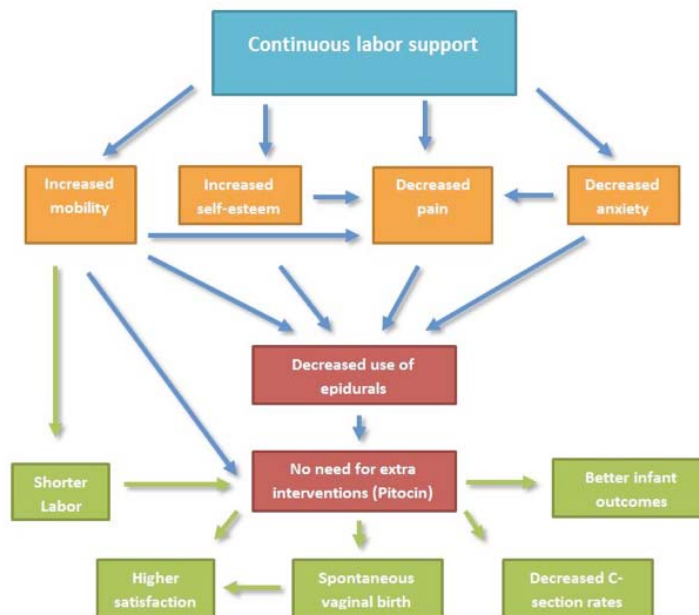 Continuous labor support
Increased
mobility
Increased
self-esteem
Decreased
pain
Decreased
anxiety
Decreased use of
epidurals
Shorter
Labor
No need for extra
interventions (Pitocin)
Better infant
outcomes
Higher
satisfaction
Spontaneous
vaginal birth
Decreased C-
section rates